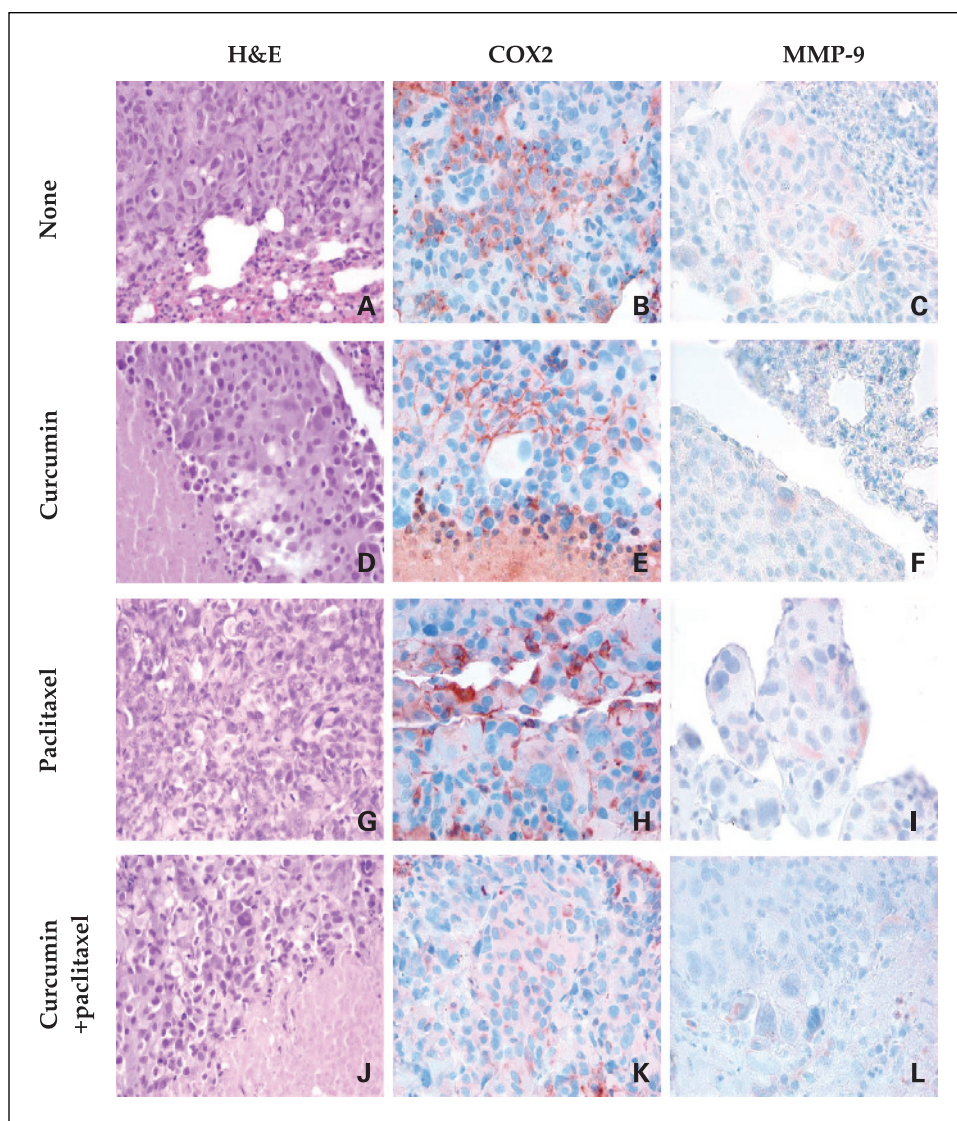 H&E COX2 MMP-9
None
A B C
Curcumin
D E F
Paclitaxel
G H I
Curcumin
+paclitaxel
J K L